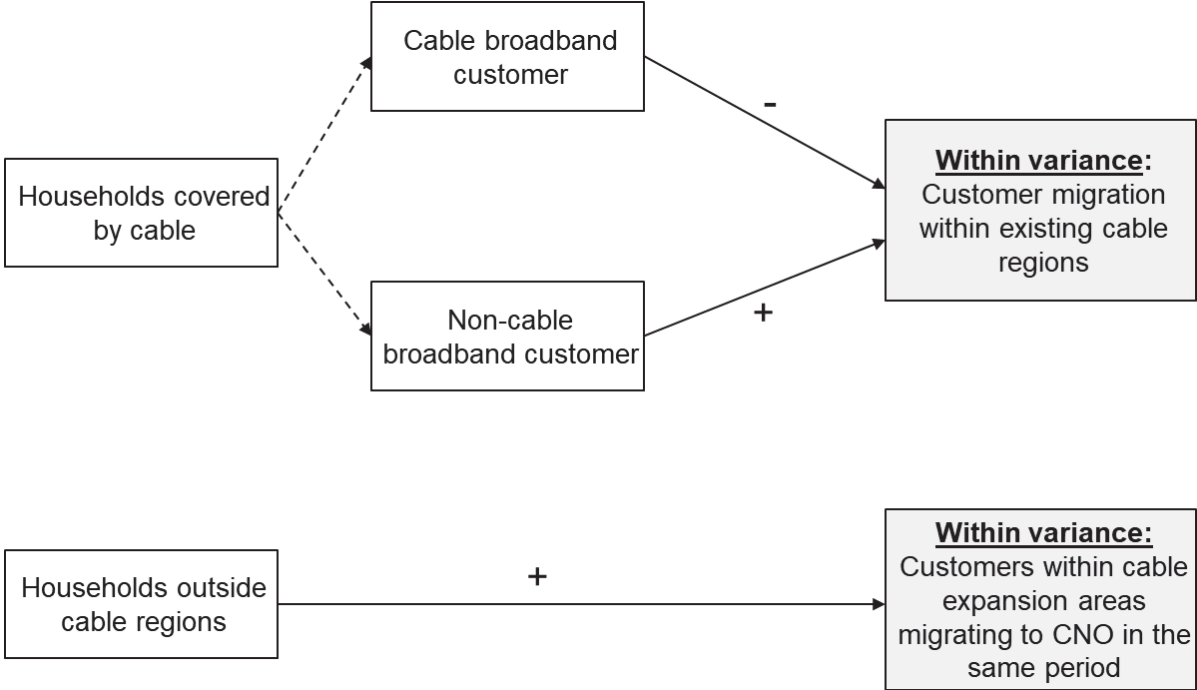 Cable broadband
customer
-
Households covered
by cable
Within variance:
Customer migration
within existing cable
regions
Non-cable
broadband customer
+
Households outside
cable regions
+
Within variance:
Customers within cable
expansion areas
migrating to CNO in the
same period